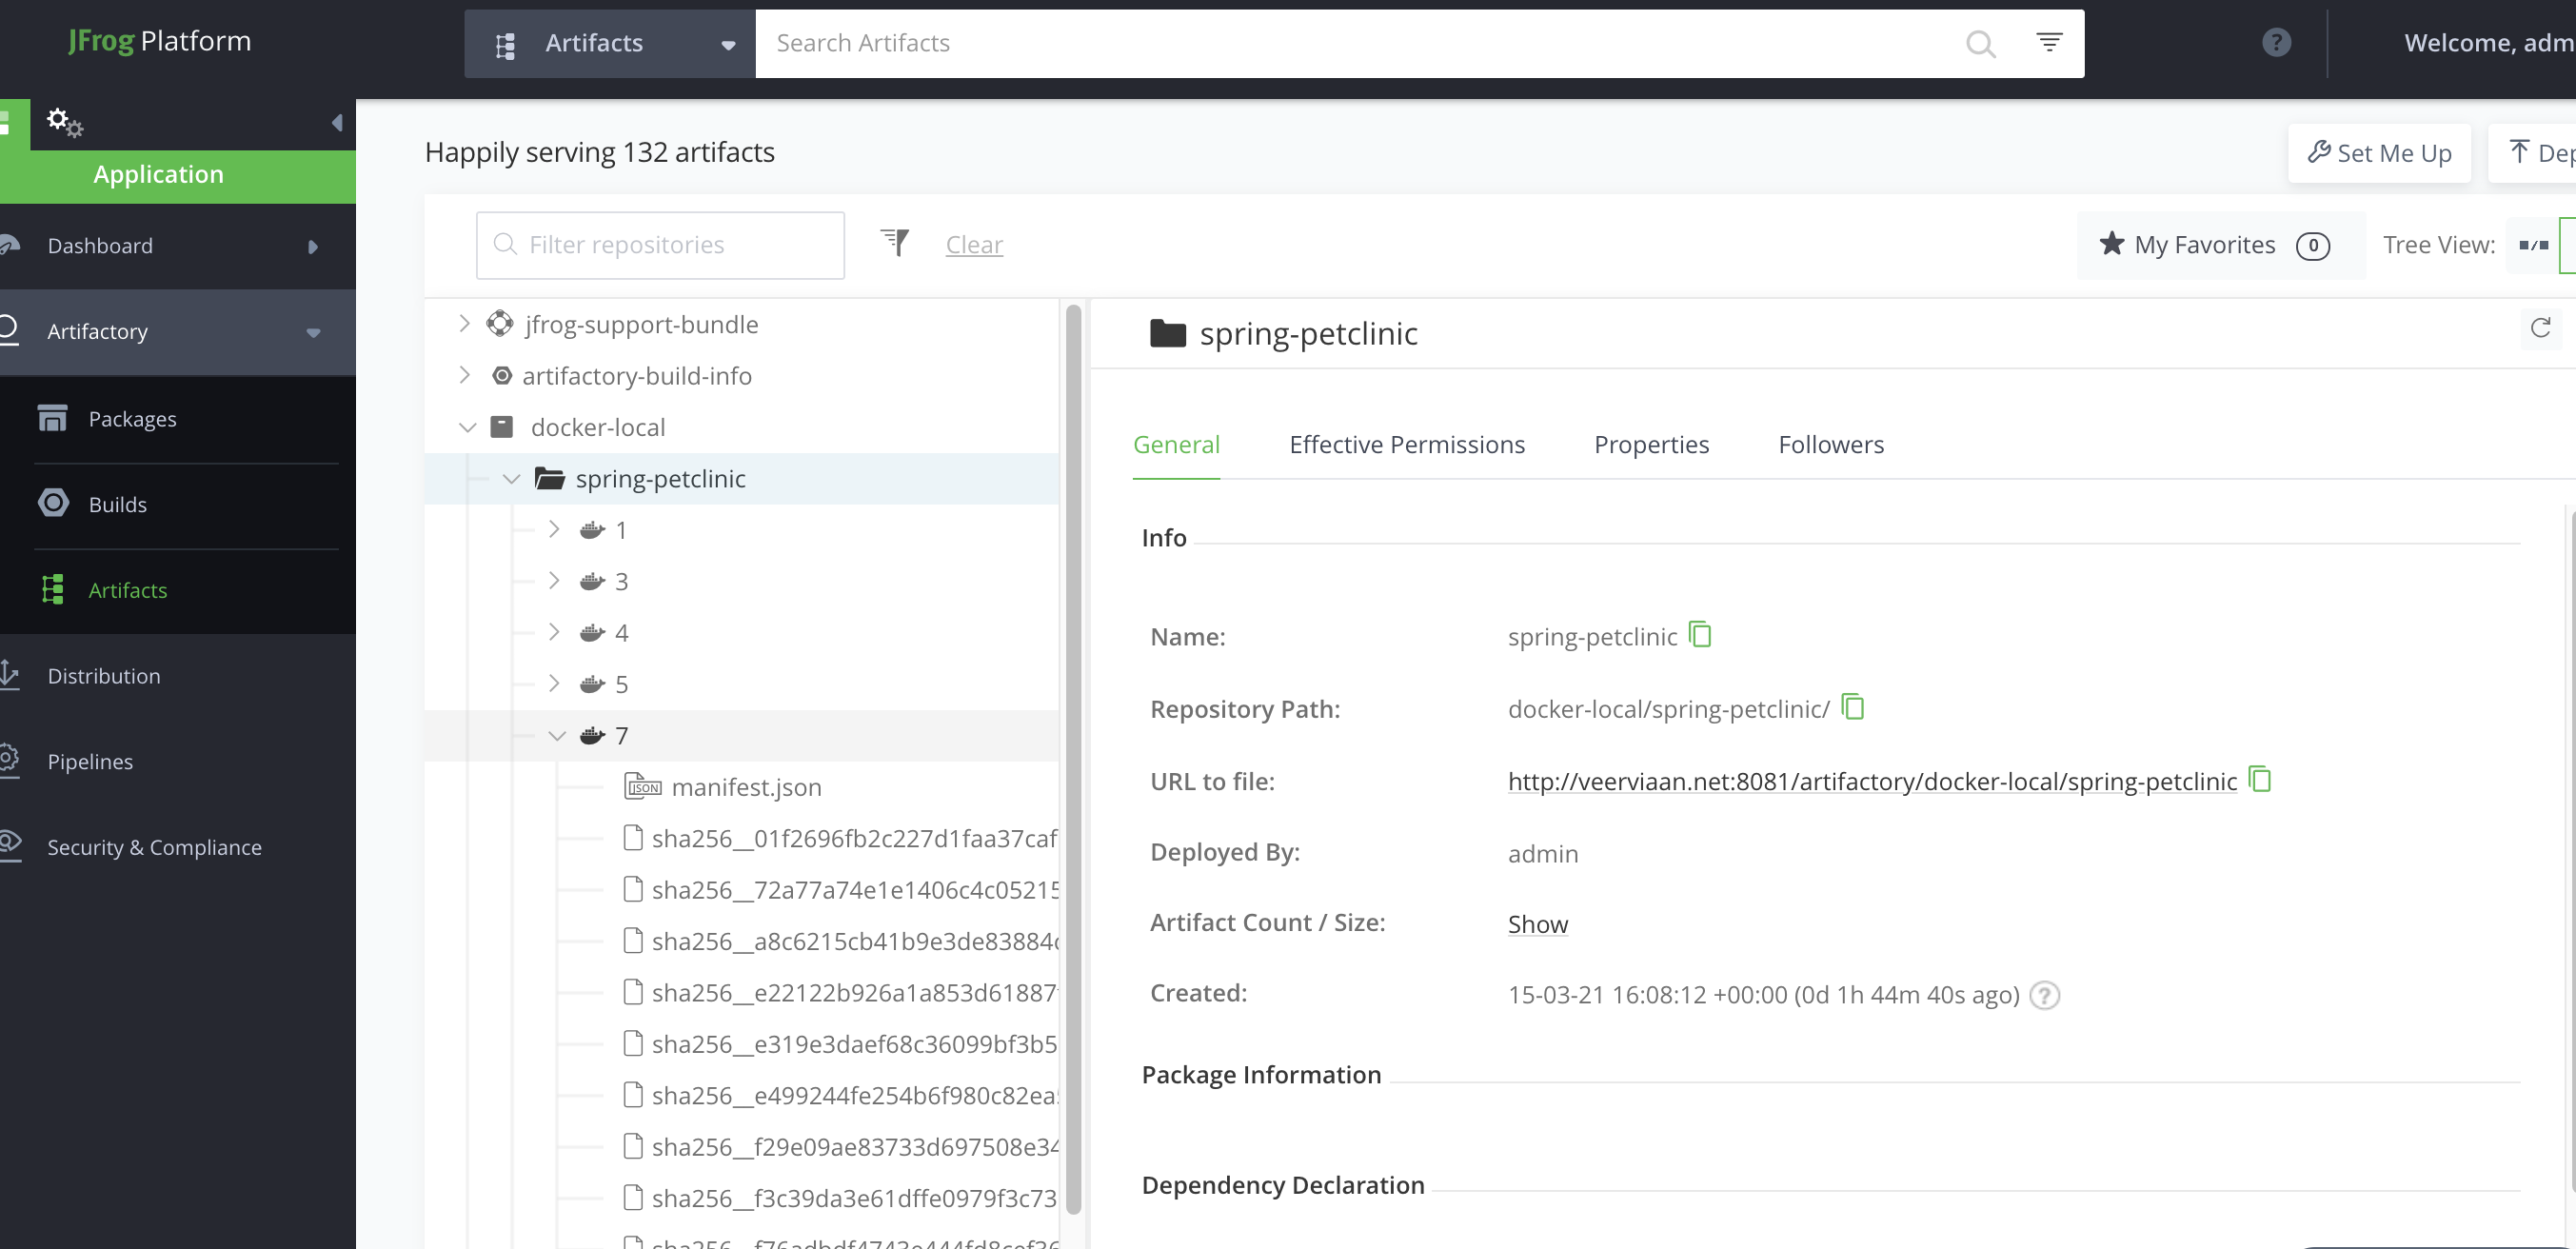 JFrog Platform
Artifacts
Search Artifacts
Welcome, adm
Application
Happily serving 132 artifacts
Set Me Up
Dep
Dashboard
Filter repositories
Clear
My Favorites 0
Tree View:
Artifactory
Packages
Builds
Artifacts
Distribution
Pipelines
Security & Compliance
jfrog-support-bundle
artifactory-build-info
docker-local
spring-petclinic
1
3
4
5
7
JSON manifest.json
sha256__01f2696fb2c227d1faa37caf
sha256__72a77a74e1e1406c4c05215
sha256__a8c6215cb41b9e3de83884c
sha256__e22122b926a1a853d61887
sha256__e319e3daef68c36099bf3b5
sha256__e499244fe254b6f980c82ea
sha256__f29e09ae83733d697508e34
sha256__f3c39da3e61dffe0979f3c73
spring-petclinic
General
Effective Permissions
Properties
Followers
Info
Name: spring-petclinic
Repository Path: docker-local/spring-petclinic/
URL to file: http://veerviaan.net:8081/artifactory/docker-local/spring-petclinic
Deployed By: admin
Artifact Count / Size: Show
Created: 15-03-21 16:08:12 +00:00 (0d 1h 44m 40s ago) ?
Package Information
Dependency Declaration